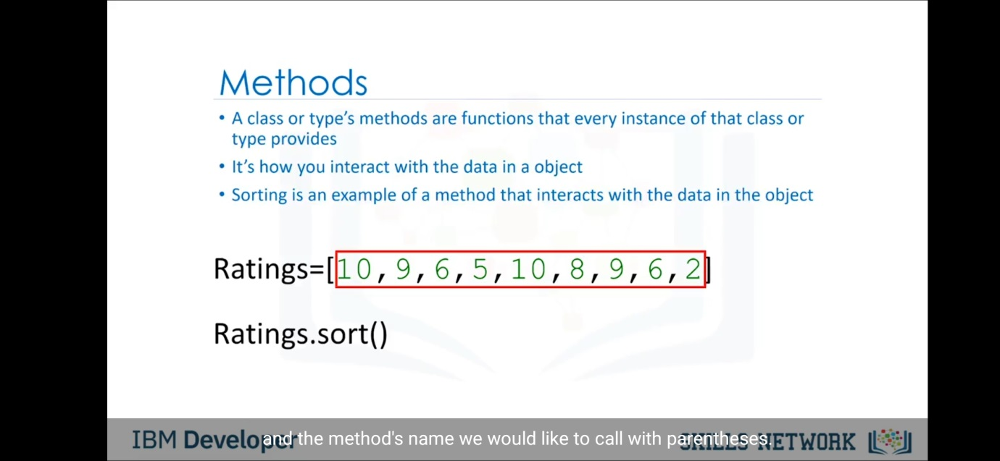 Methods
• A class or type’s methods are functions that every instance of that class or
type provides
• It’s how you interact with the data in a object
• Sorting is an example of a method that interacts with the data in the object
Ratings=[10,9,6,5,10,8,9,6,2]
Ratings.sort()
IBM Developer
and the method's name we would like to call with parentheses.
SKILLS NETWORK